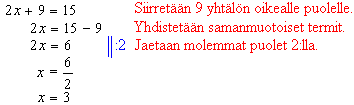 2x + 9 = 15 Siirretään 9 yhtälön oikealle puolelle.
2x = 15 − 9 Yhdistetään samanmuotoiset termit.
2x = 6 ‖:2 Jaetaan molemmat puolet 2:lla.
x = 6/2
x = 3